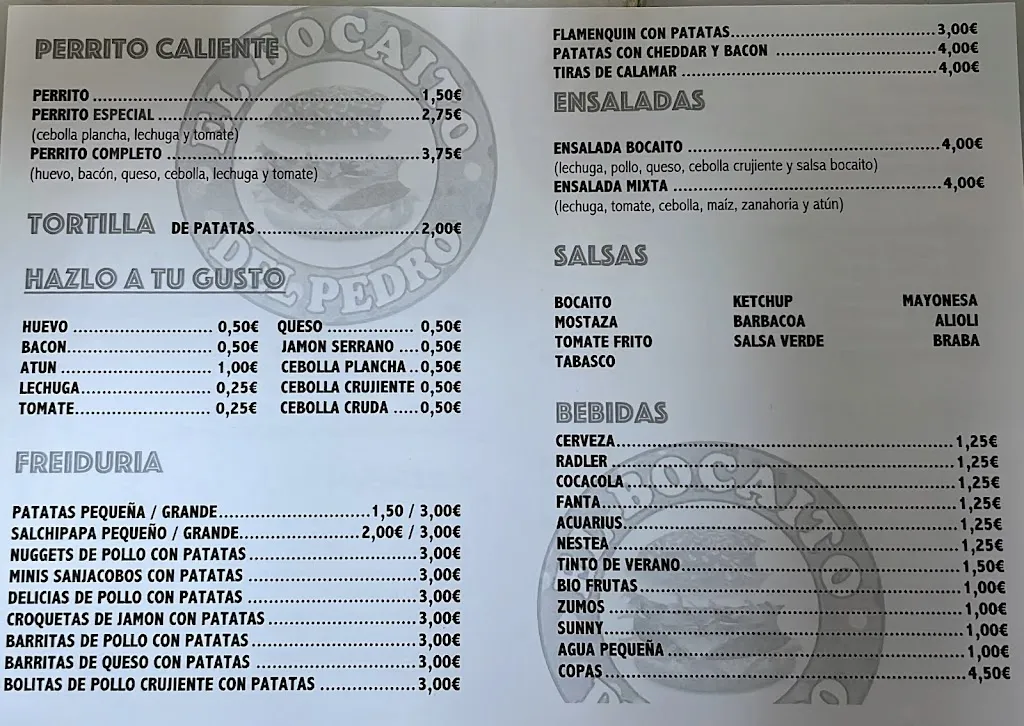 EL BOCAITO
DEL PEDRO
PERRITO CALIENTE
PERRITO 1,50€
PERRITO ESPECIAL 2,75€
(cebolla plancha, lechuga y tomate)
PERRITO COMPLETO 3,75€
(huevo, bacón, queso, cebolla, lechuga y tomate)
TORTILLA DE PATATAS 2,00€
HAZLO A TU GUSTO
HUEVO 0,50€ QUESO 0,50€
BACON 0,50€ JAMON SERRANO 0,50€
ATUN 1,00€ CEBOLLA PLANCHA 0,50€
LECHUGA 0,25€ CEBOLLA CRUJIENTE 0,50€
TOMATE 0,25€ CEBOLLA CRUDA 0,50€
FREIDURIA
PATATAS PEQUEÑA / GRANDE 1,50 / 3,00€
SALCHIPAPA PEQUEÑO / GRANDE 2,00€ / 3,00€
NUGGETS DE POLLO CON PATATAS 3,00€
MINIS SANJACOBOS CON PATATAS 3,00€
DELICIAS DE POLLO CON PATATAS 3,00€
CROQUETAS DE JAMON CON PATATAS 3,00€
BARRITAS DE POLLO CON PATATAS 3,00€
BARRITAS DE QUESO CON PATATAS 3,00€
BOLITAS DE POLLO CRUJIENTE CON PATATAS 3,00€
FLAMENQUIN CON PATATAS 3,00€
PATATAS CON CHEDDAR Y BACON 4,00€
TIRAS DE CALAMAR 4,00€
ENSALADAS
ENSALADA BOCAITO 4,00€
(lechuga, pollo, queso, cebolla crujiente y salsa bocaito)
ENSALADA MIXTA 4,00€
(lechuga, tomate, cebolla, maíz, zanahoria y atún)
SALSAS
BOCAITO KETCHUP MAYONESA
MOSTAZA BARBACOA ALIOLI
TOMATE FRITO SALSA VERDE BRABA
TABASCO
BEBIDAS
CERVEZA 1,25€
RADLER 1,25€
COCACOLA 1,25€
FANTA 1,25€
ACUARIUS 1,25€
NESTEA 1,25€
TINTO DE VERANO 1,50€
BIO FRUTAS 1,00€
ZUMOS 1,00€
SUNNY 1,00€
AGUA PEQUEÑA 1,00€
COPAS 4,50€
BOCAITO